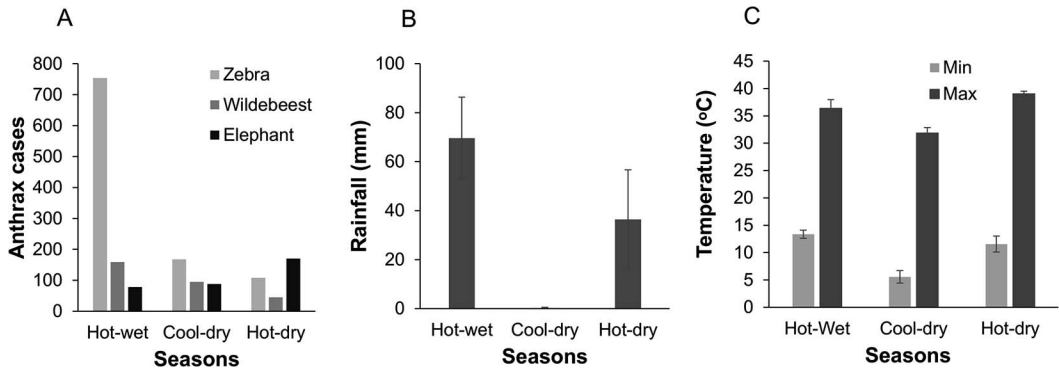 A
Anthrax cases
800
700
600
500
400
300
200
100
0
Zebra
Wildebeest
Elephant
Hot-wet Cool-dry Hot-dry
Seasons
B
Rainfall (mm)
100
80
60
40
20
0
Hot-wet Cool-dry Hot-dry
Seasons
C
Temperature (ºC)
45
40
35
30
25
20
15
10
5
0
Min
Max
Hot-Wet Cool-dry Hot-dry
Seasons